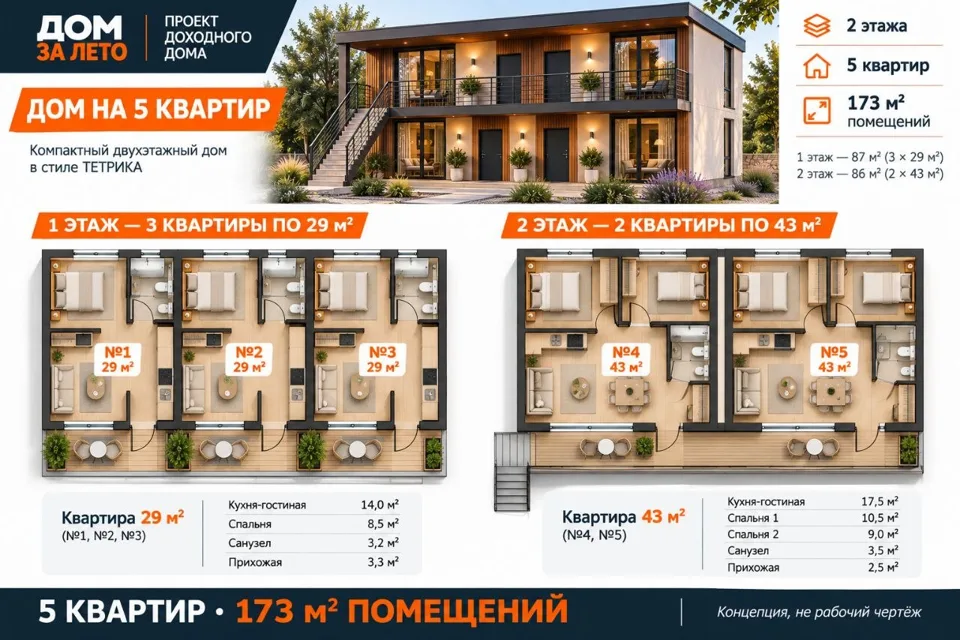 ДОМ
ЗА ЛЕТО
ПРОЕКТ
ДОХОДНОГО
ДОМА
ДОМ НА 5 КВАРТИР
Компактный двухэтажный дом
в стиле ТЕТРИКА
2 этажа
5 квартир
173 м²
помещений
1 этаж — 87 м² (3 × 29 м²)
2 этаж — 86 м² (2 × 43 м²)
1 ЭТАЖ — 3 КВАРТИРЫ ПО 29 м²
2 ЭТАЖ — 2 КВАРТИРЫ ПО 43 м²
№1
29 м²
№2
29 м²
№3
29 м²
№4
43 м²
№5
43 м²
Квартира 29 м²
(№1, №2, №3)
Кухня-гостиная 14,0 м²
Спальня 8,5 м²
Санузел 3,2 м²
Прихожая 3,3 м²
Квартира 43 м²
(№4, №5)
Кухня-гостиная 17,5 м²
Спальня 1 10,5 м²
Спальня 2 9,0 м²
Санузел 3,5 м²
Прихожая 2,5 м²
5 КВАРТИР • 173 м² ПОМЕЩЕНИЙ
Концепция, не рабочий чертёж